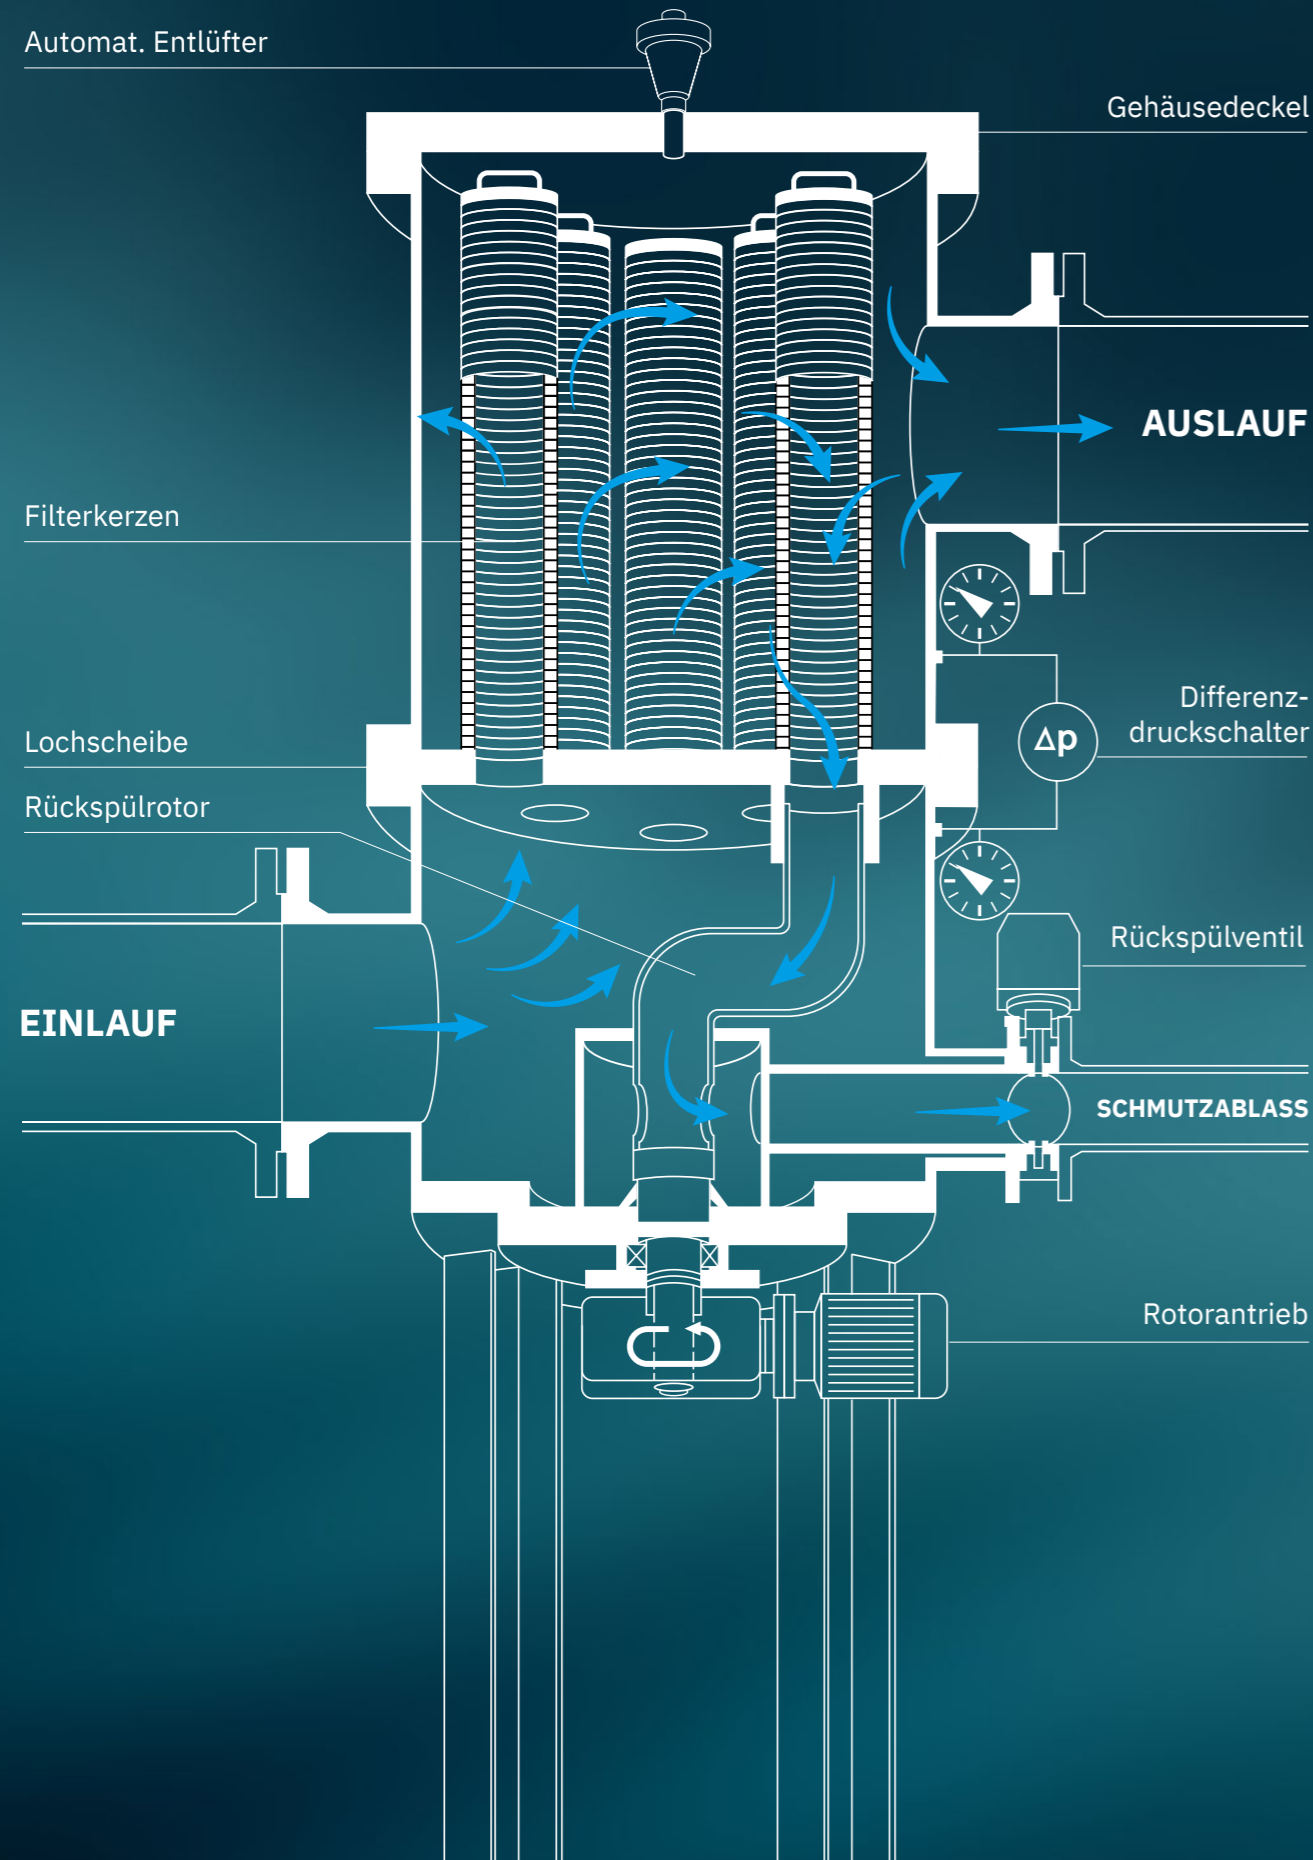 Automat. Entlüfter
Gehäusedeckel
AUSLAUF
Filterkerzen
Differenz-
druckschalter
Δp
Lochscheibe
Rückspülrotor
Rückspülventil
EINLAUF
SCHMUTZABLASS
Rotorantrieb